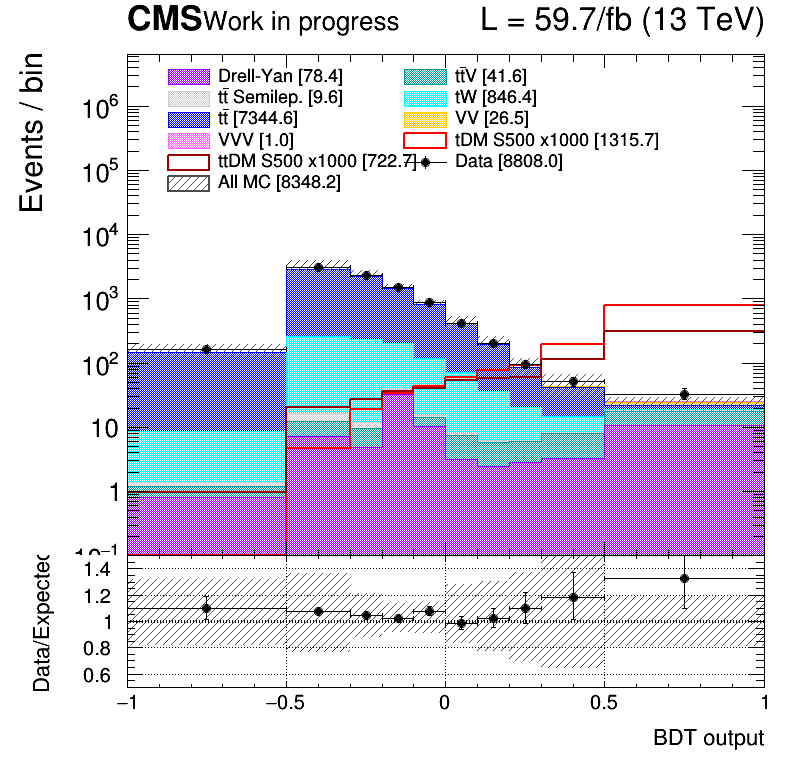 CMS Work in progress L = 59.7/fb (13 TeV)
Events / bin
Drell-Yan [78.4] tt̄V [41.6]
tt̄ Semilep. [9.6] tW [846.4]
tt̄ [7344.6] VV [26.5]
VVV [1.0] tDM S500 x1000 [1315.7]
ttDM S500 x1000 [722.7] Data [8808.0]
All MC [8348.2]
10⁶
10⁵
10⁴
10³
10²
10
1
10⁻¹
Data/Expected
1.4
1.2
1
0.8
0.6
−1 −0.5 0 0.5 1
BDT output